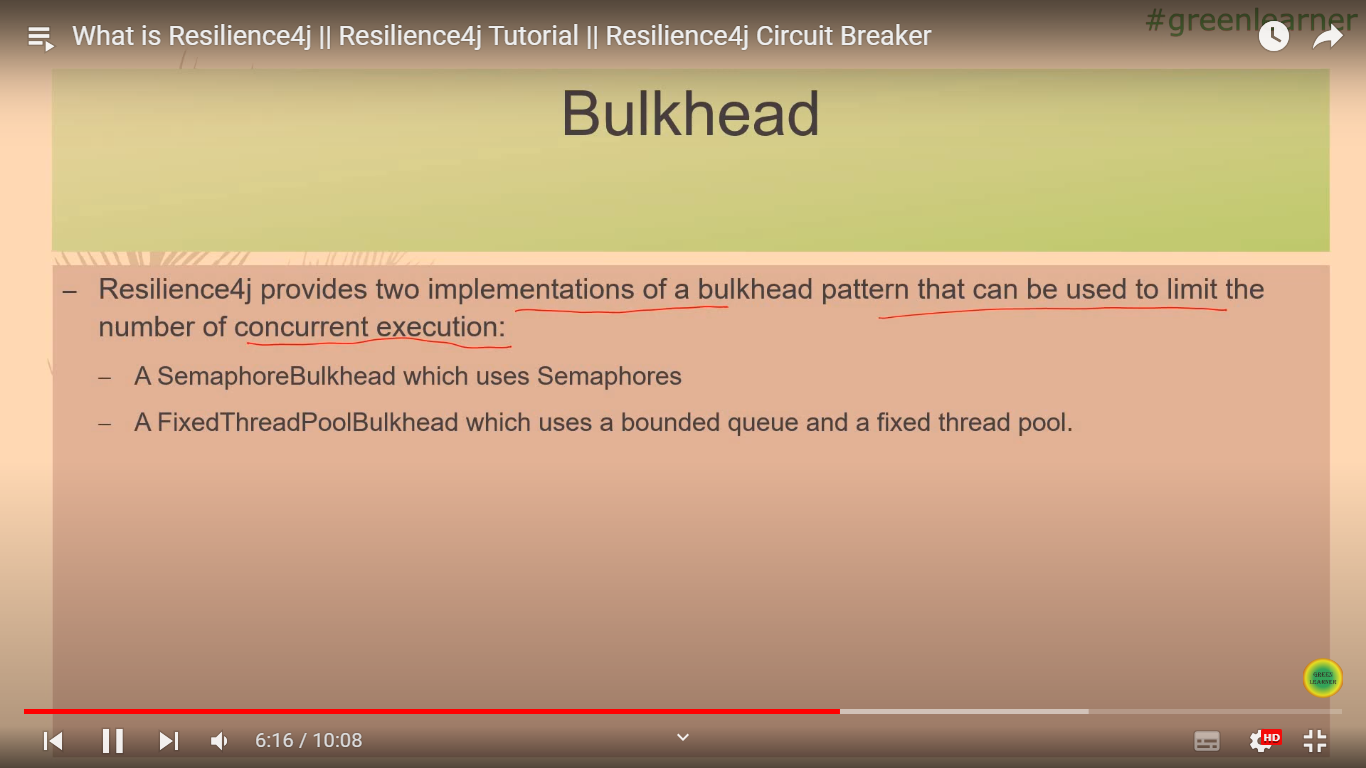 #greenlearner
What is Resilience4j || Resilience4j Tutorial || Resilience4j Circuit Breaker
Bulkhead
– Resilience4j provides two implementations of a bulkhead pattern that can be used to limit the
number of concurrent execution:
– A SemaphoreBulkhead which uses Semaphores
– A FixedThreadPoolBulkhead which uses a bounded queue and a fixed thread pool.
GREEN
LEARNER
6:16 / 10:08
HD